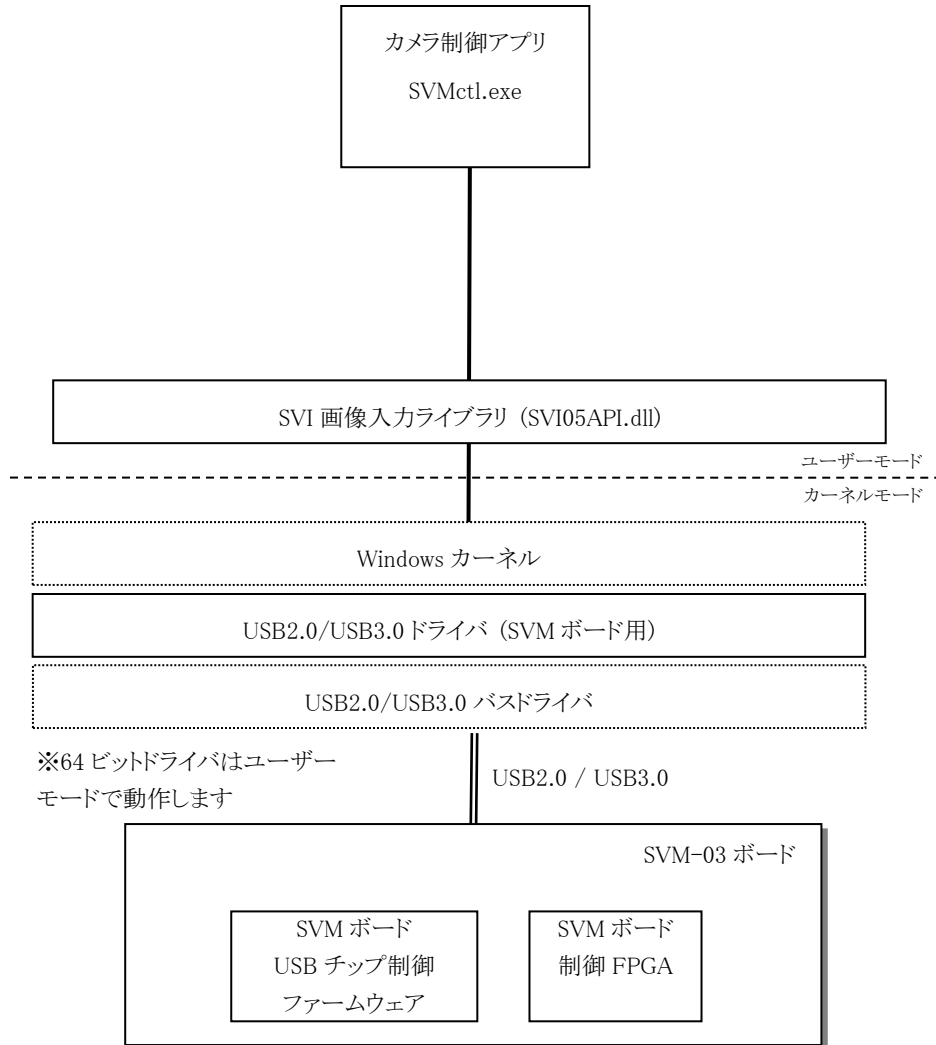 カメラ制御アプリ
SVMctl.exe
SVI 画像入力ライブラリ (SVI05API.dll)
ユーザーモード
カーネルモード
Windows カーネル
USB2.0/USB3.0 ドライバ (SVM ボード用)
USB2.0/USB3.0 バスドライバ
※64 ビットドライバはユーザー
モードで動作します
USB2.0 / USB3.0
SVM-03 ボード
SVM ボード
USB チップ制御
ファームウェア
SVM ボード
制御 FPGA